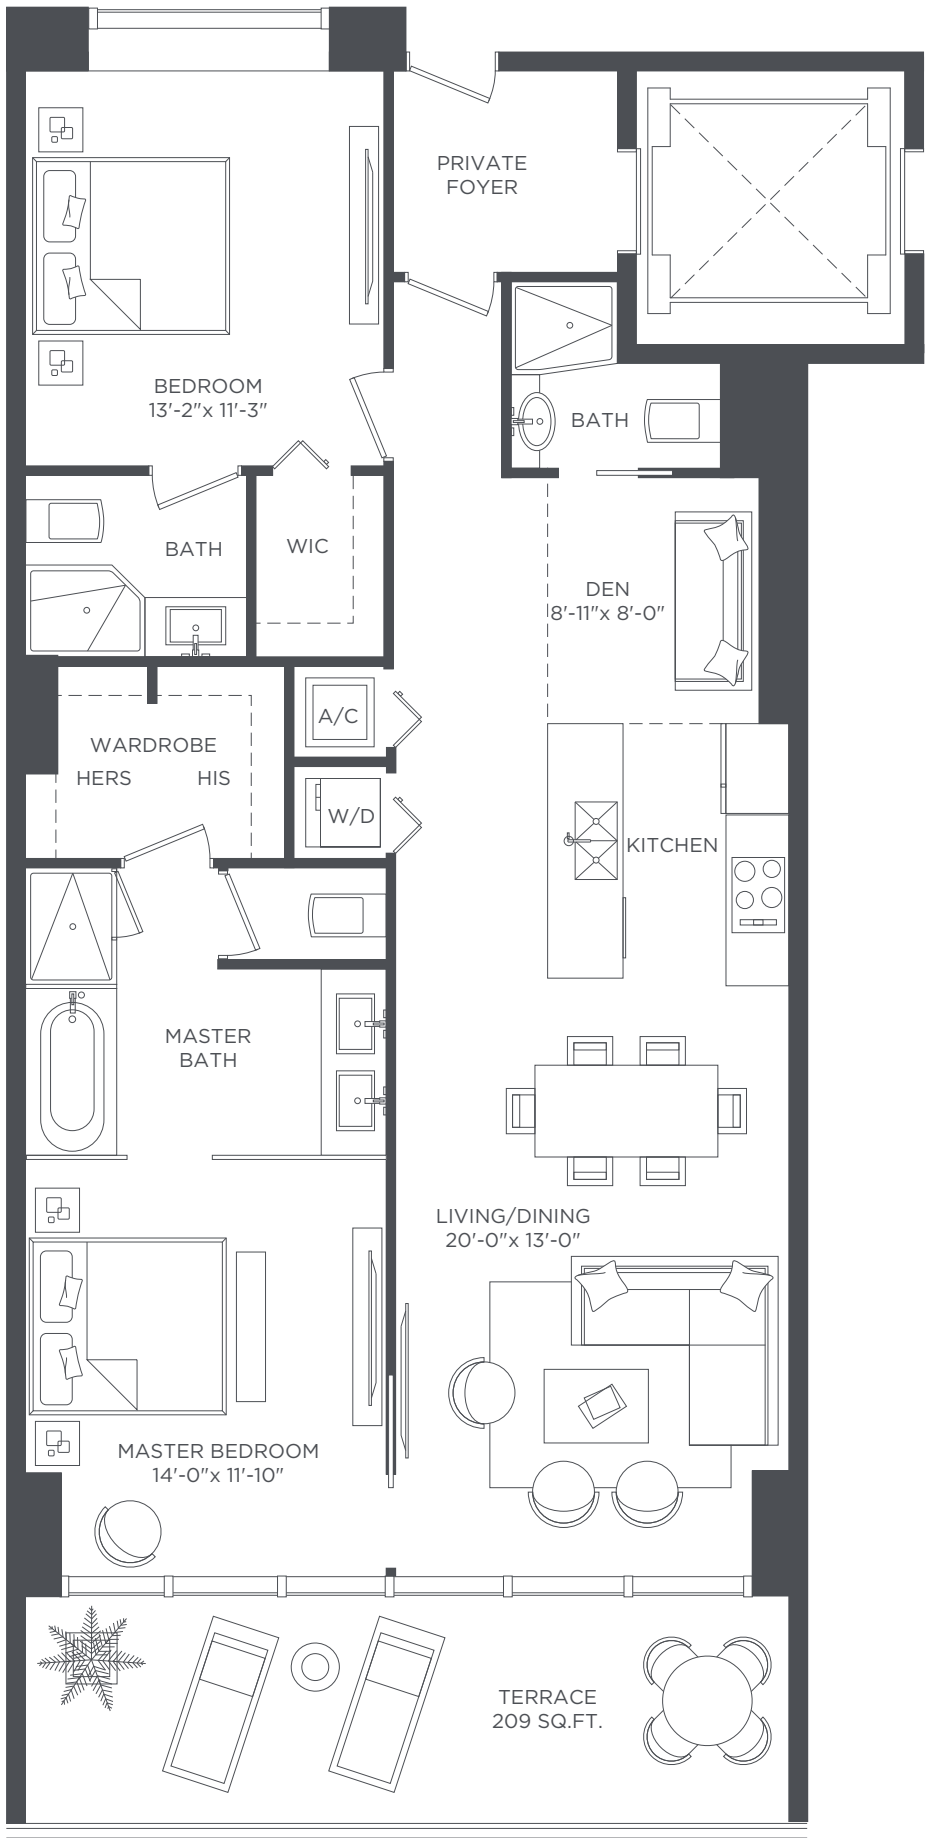 PRIVATE
FOYER
BEDROOM
13'-2"x 11'-3"
BATH
BATH
WIC
DEN
8'-11"x 8'-0"
A/C
WARDROBE
HERS HIS
W/D
KITCHEN
MASTER
BATH
LIVING/DINING
20'-0"x 13'-0"
MASTER BEDROOM
14'-0"x 11'-10"
TERRACE
209 SQ.FT.